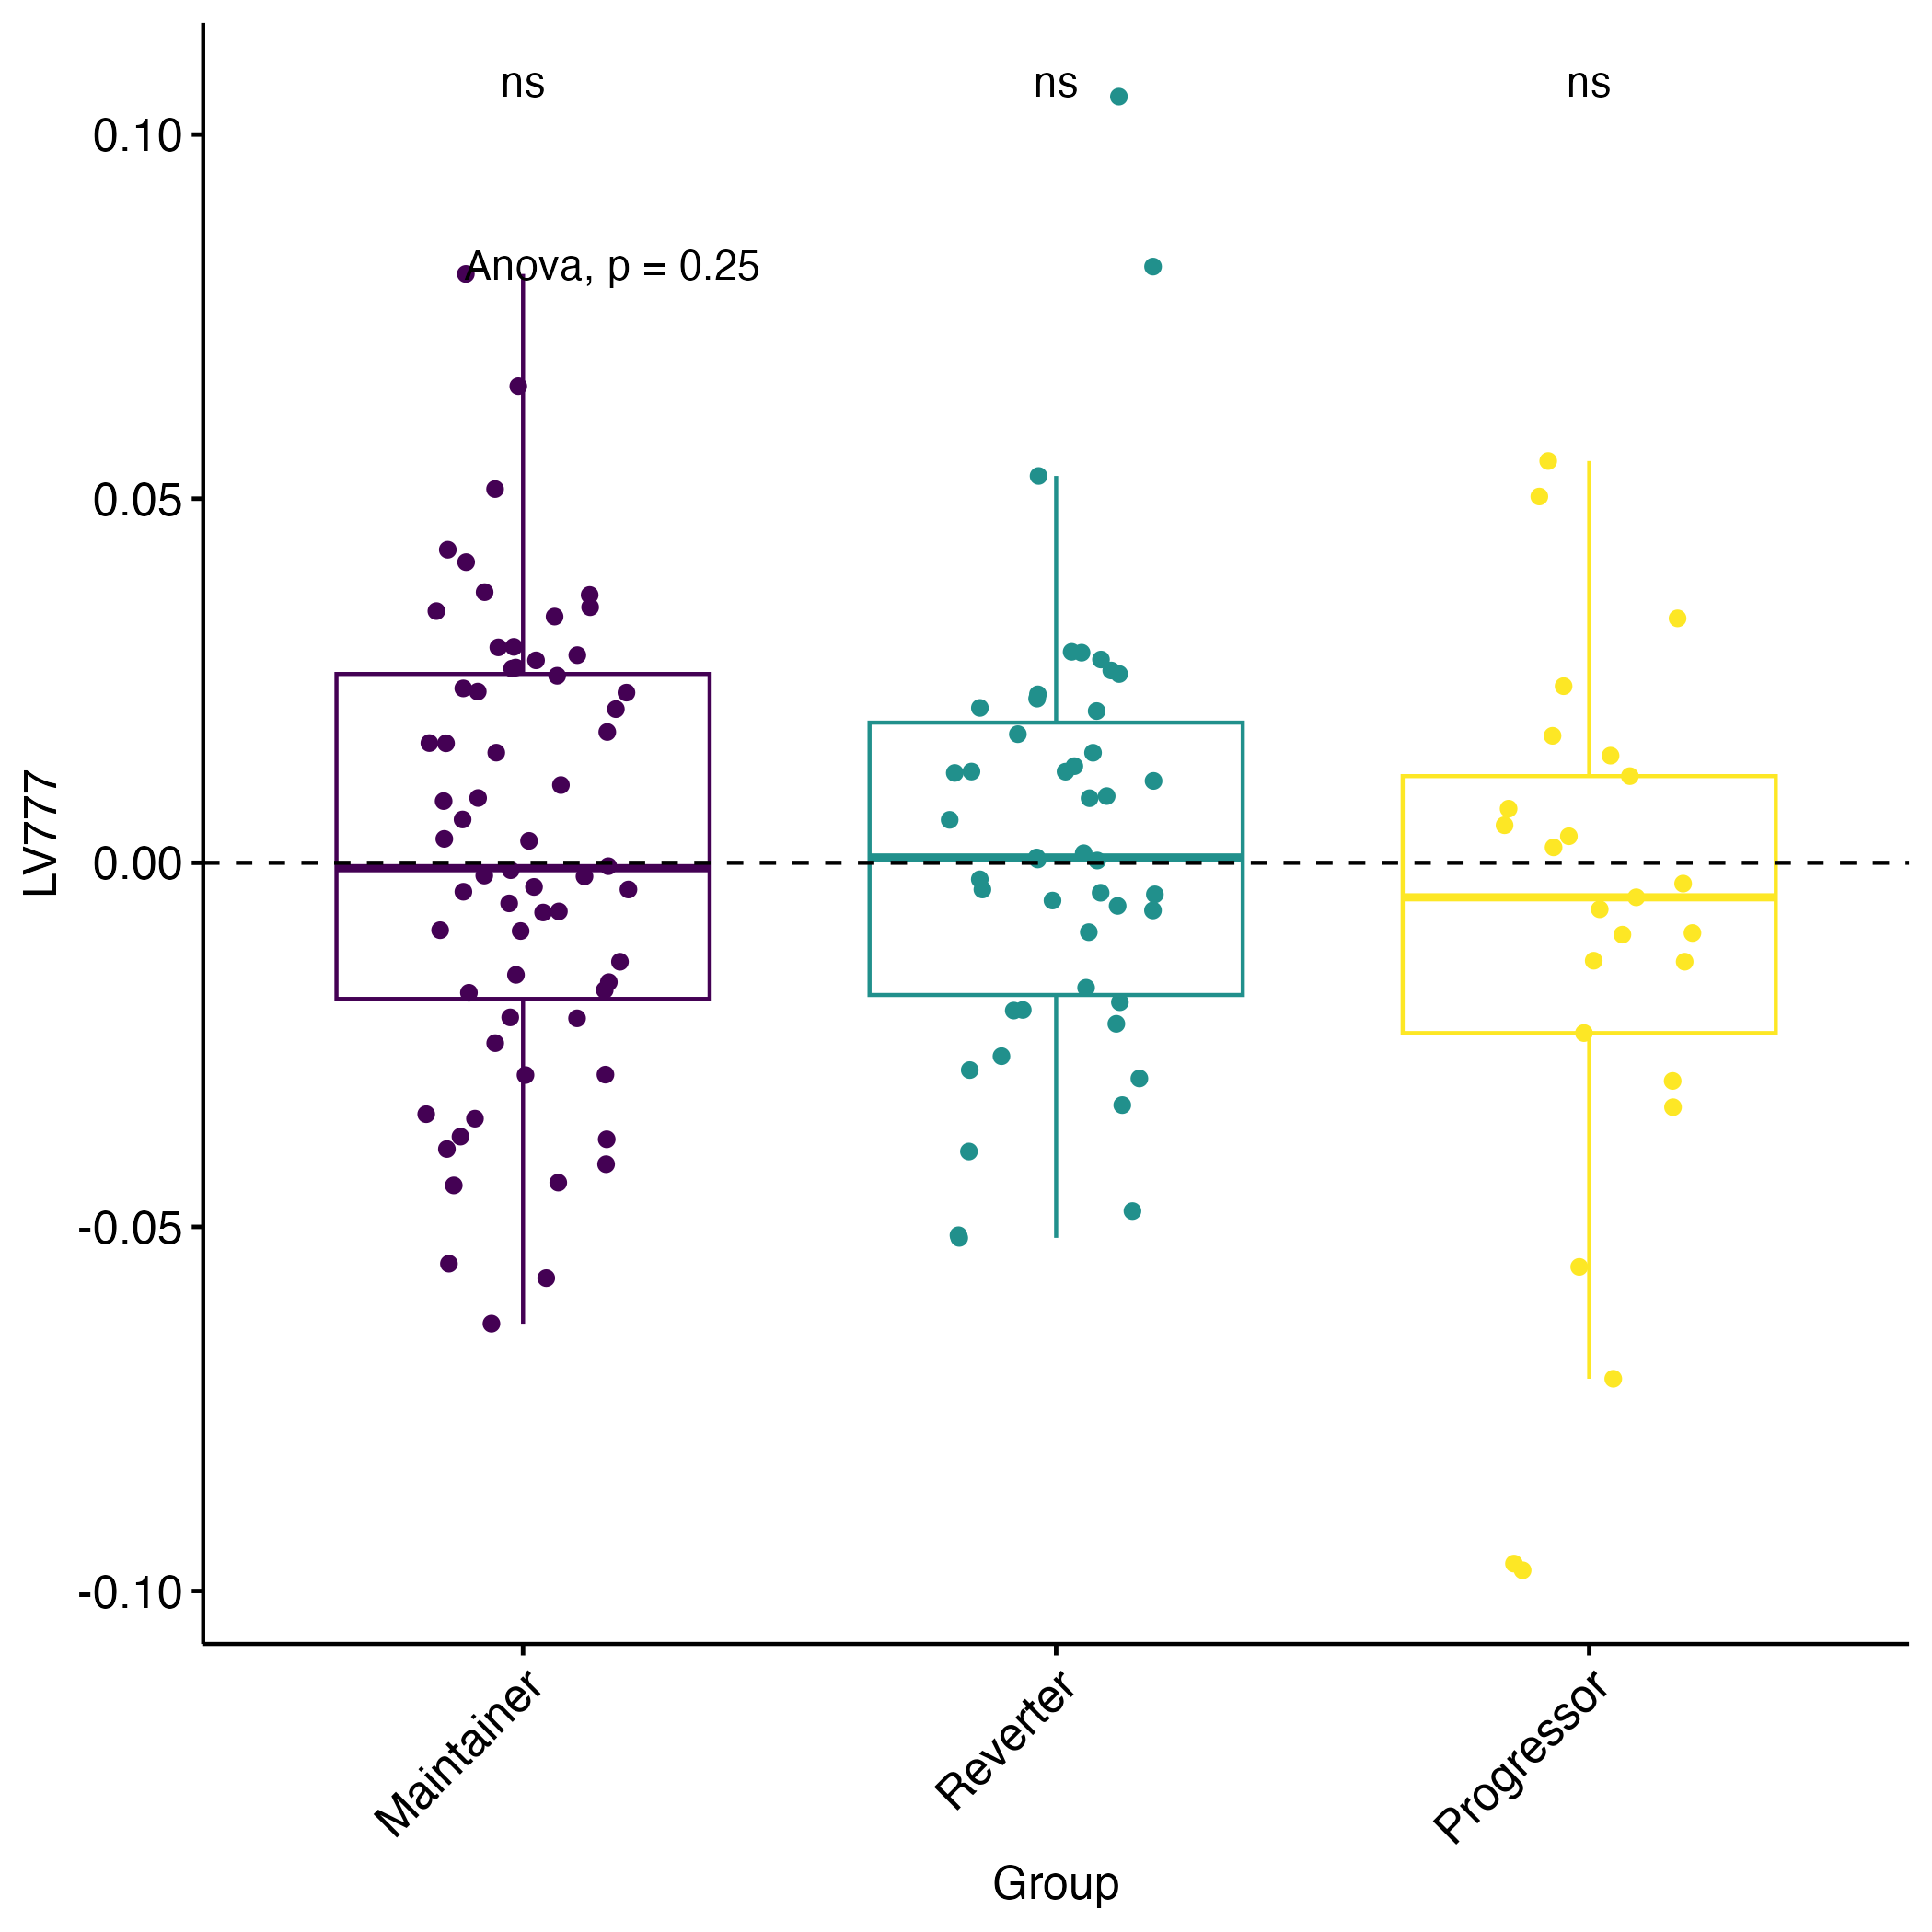 ns ns ns
Anova, p = 0.25
0.10
0.05
0.00
-0.05
-0.10
LV777
Maintainer
Reverter
Progressor
Group